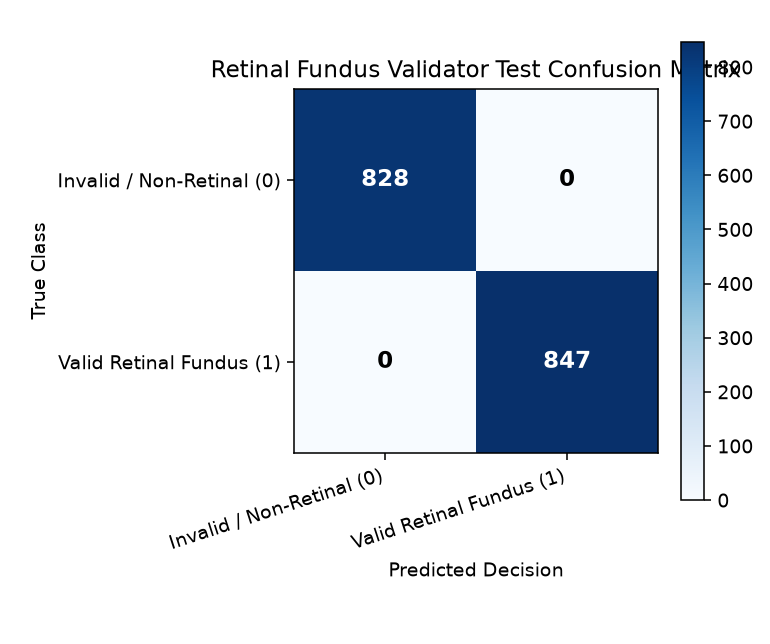 Retinal Fundus Validator Test Confusion Matrix
800
700
600
500
400
300
200
100
0
True Class
Invalid / Non-Retinal (0)
828
0
Valid Retinal Fundus (1)
0
847
Invalid / Non-Retinal (0)
Valid Retinal Fundus (1)
Predicted Decision